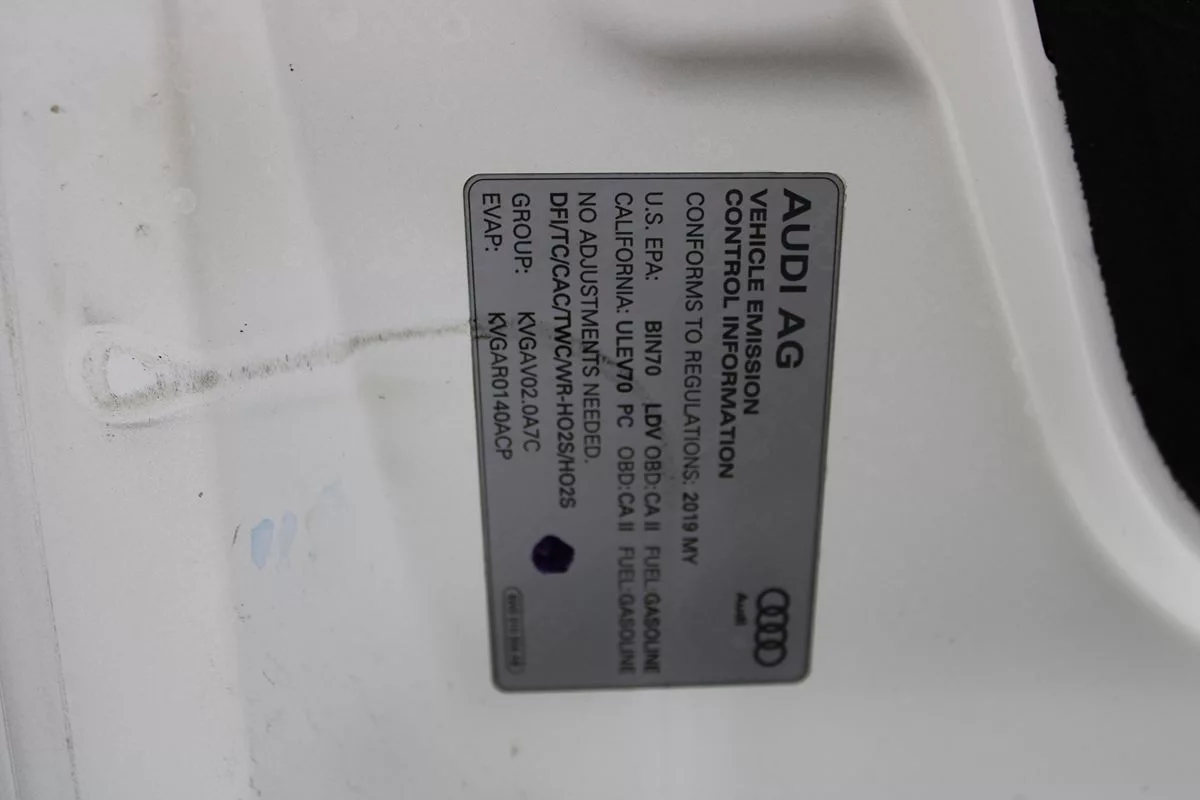 AUDI AG
VEHICLE EMISSION
CONTROL INFORMATION
Audi
CONFORMS TO REGULATIONS: 2019 MY
U.S. EPA: BIN70 LDV OBD:CA II FUEL:GASOLINE
CALIFORNIA: ULEV70 PC OBD:CA II FUEL:GASOLINE
NO ADJUSTMENTS NEEDED.
DFI/TC/CAC/TWC/WR-HO2S/HO2S
GROUP: KVGAV02.0A7C
EVAP: KVGAR0140ACP